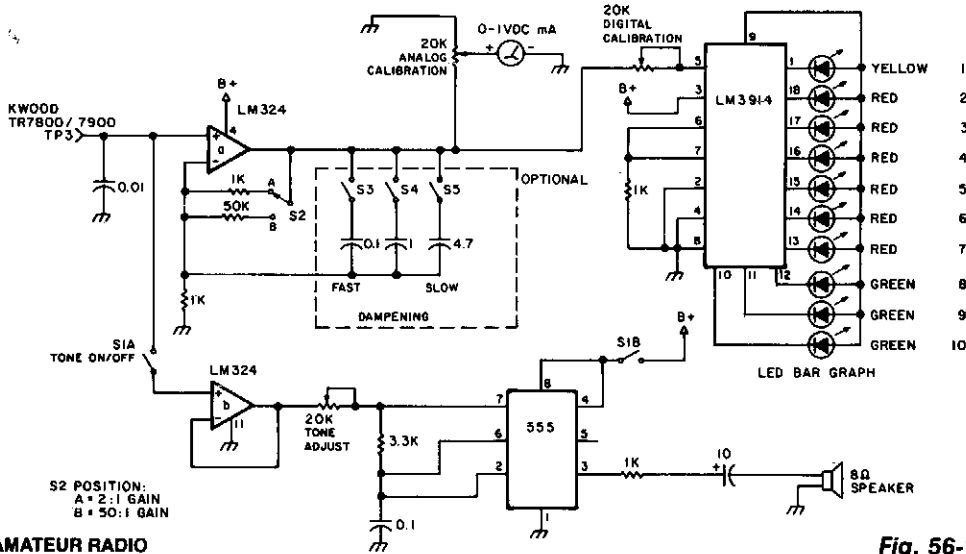 0-1VDC mA
20K
ANALOG
CALIBRATION
+
-
20K
DIGITAL
CALIBRATION
9
B+
LM324
KWOOD
TR7800/7900
TP3
4
+
a
-
0.01
1K
A
50K
S2
B
1K
S3
S4
S5
OPTIONAL
0.1
1
4.7
FAST
SLOW
DAMPENING
5
B+
3
LM3914
6
7
1K
2
4
8
1
18
17
16
15
14
13
10
11
12
YELLOW 1
RED 2
RED 3
RED 4
RED 5
RED 6
RED 7
GREEN 8
GREEN 9
GREEN 10
LED BAR GRAPH
S1A
TONE ON/OFF
LM324
+
b
-
11
20K
TONE
ADJUST
3.3K
0.1
S1B
B+
8
7
4
555
6
5
2
3
1
1K
10
+
8Ω
SPEAKER
S2 POSITION:
A = 2:1 GAIN
B = 50:1 GAIN
AMATEUR RADIO